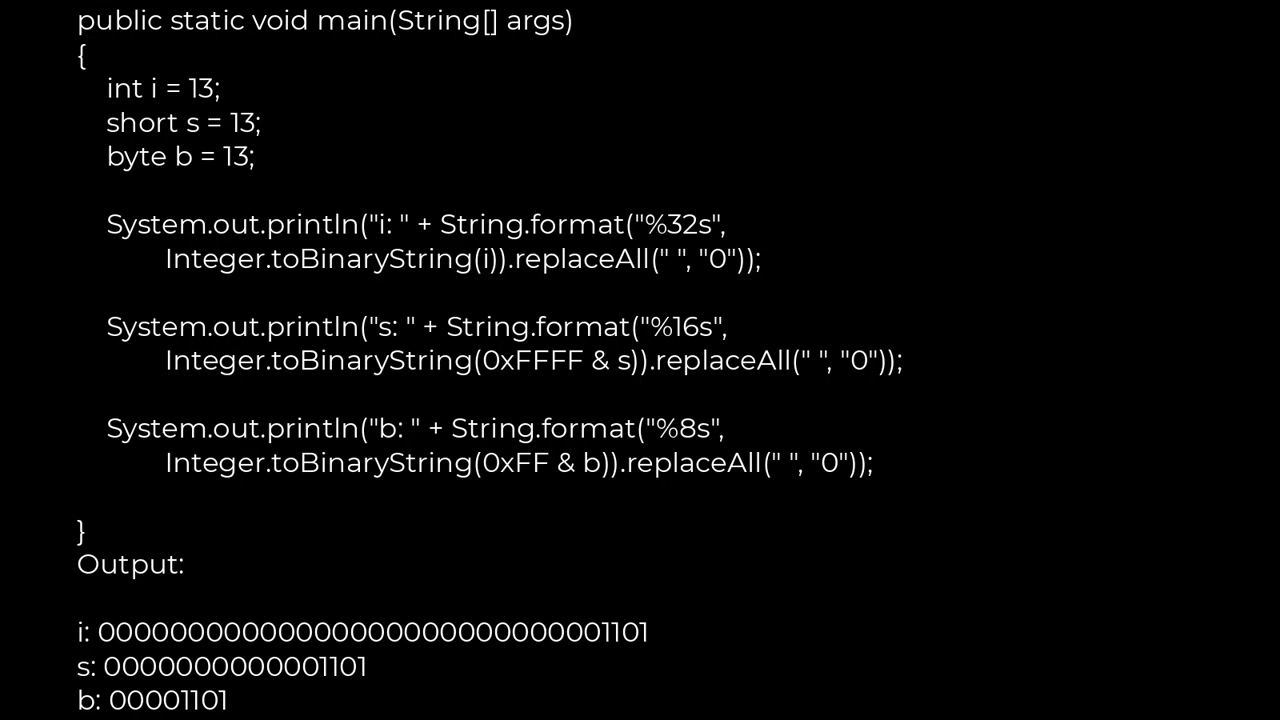 public static void main(String[] args)
{
int i = 13;
short s = 13;
byte b = 13;
System.out.println("i: " + String.format("%32s",
Integer.toBinaryString(i)).replaceAll(" ", "0"));
System.out.println("s: " + String.format("%16s",
Integer.toBinaryString(0xFFFF & s)).replaceAll(" ", "0"));
System.out.println("b: " + String.format("%8s",
Integer.toBinaryString(0xFF & b)).replaceAll(" ", "0"));
}
Output:
i: 00000000000000000000000000001101
s: 0000000000001101
b: 00001101